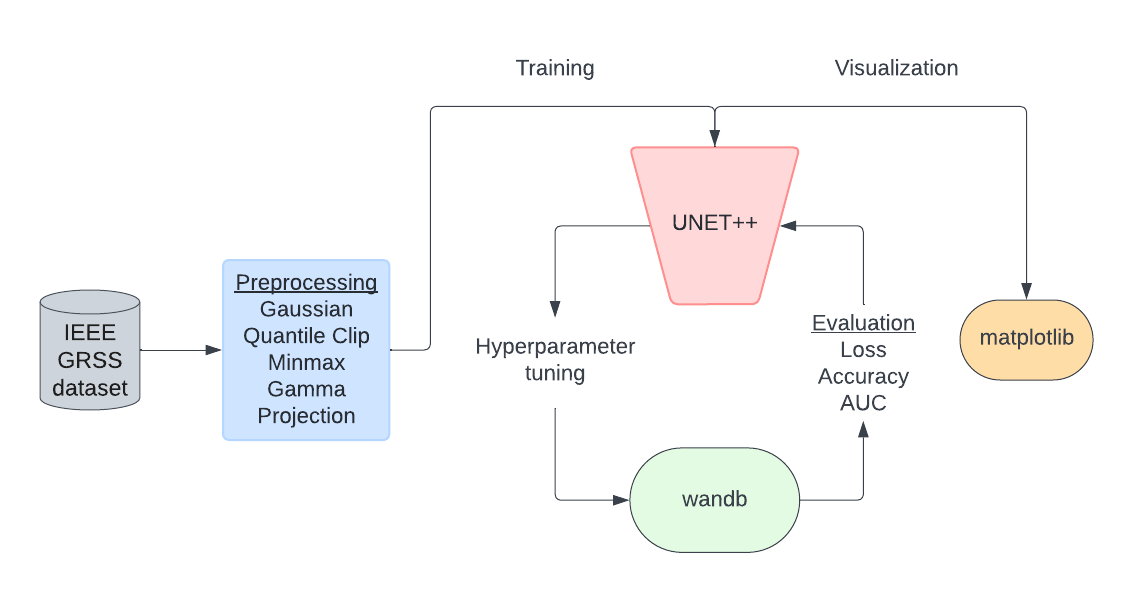 Training
Visualization
UNET++
Preprocessing
Gaussian
Quantile Clip
Minmax
Gamma
Projection
IEEE
GRSS
dataset
Hyperparameter
tuning
Evaluation
Loss
Accuracy
AUC
matplotlib
wandb